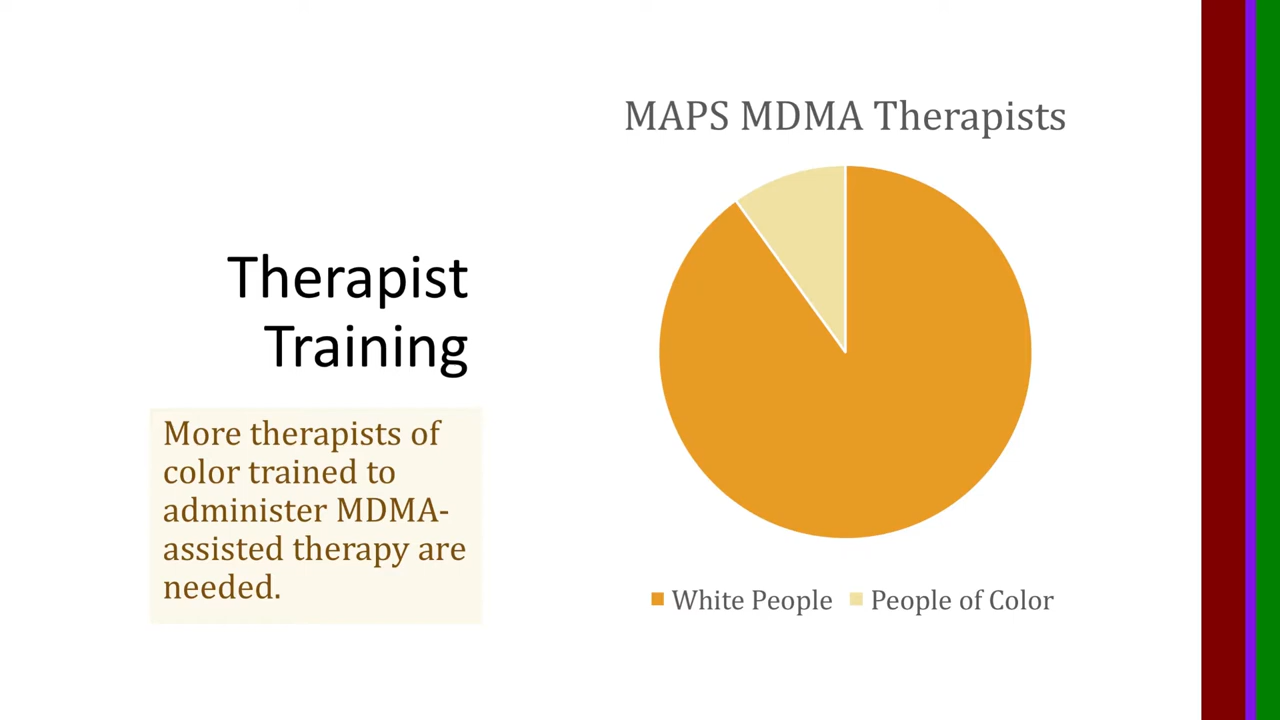 Therapist
Training
More therapists of
color trained to
administer MDMA-
assisted therapy are
needed.
MAPS MDMA Therapists
White People
People of Color